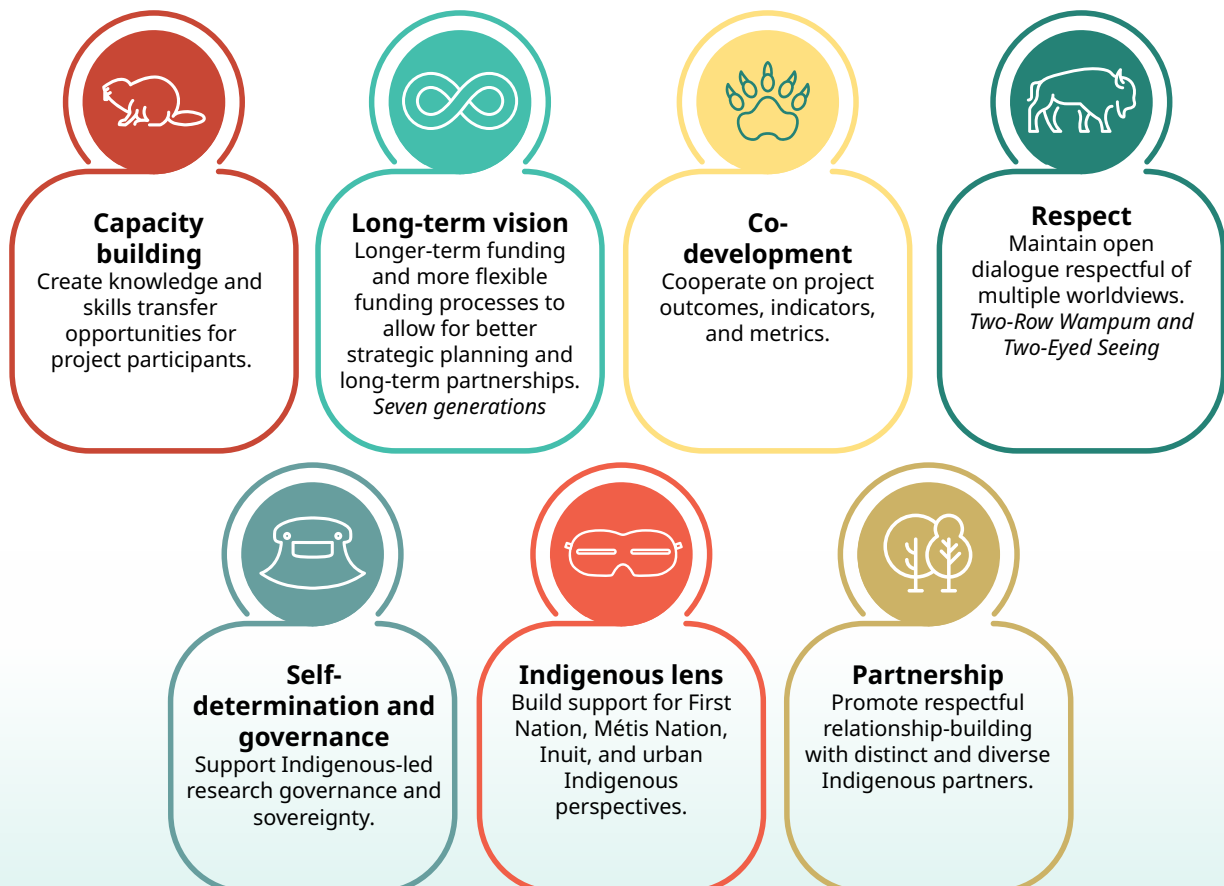 Capacity
building
Create knowledge and
skills transfer
opportunities for
project participants.
Long-term vision
Longer-term funding
and more flexible
funding processes to
allow for better
strategic planning and
long-term partnerships.
Seven generations
Co-
development
Cooperate on project
outcomes, indicators,
and metrics.
Respect
Maintain open
dialogue respectful of
multiple worldviews.
Two-Row Wampum and
Two-Eyed Seeing
Self-
determination and
governance
Support Indigenous-led
research governance and
sovereignty.
Indigenous lens
Build support for First
Nation, Métis Nation,
Inuit, and urban
Indigenous
perspectives.
Partnership
Promote respectful
relationship-building
with distinct and diverse
Indigenous partners.